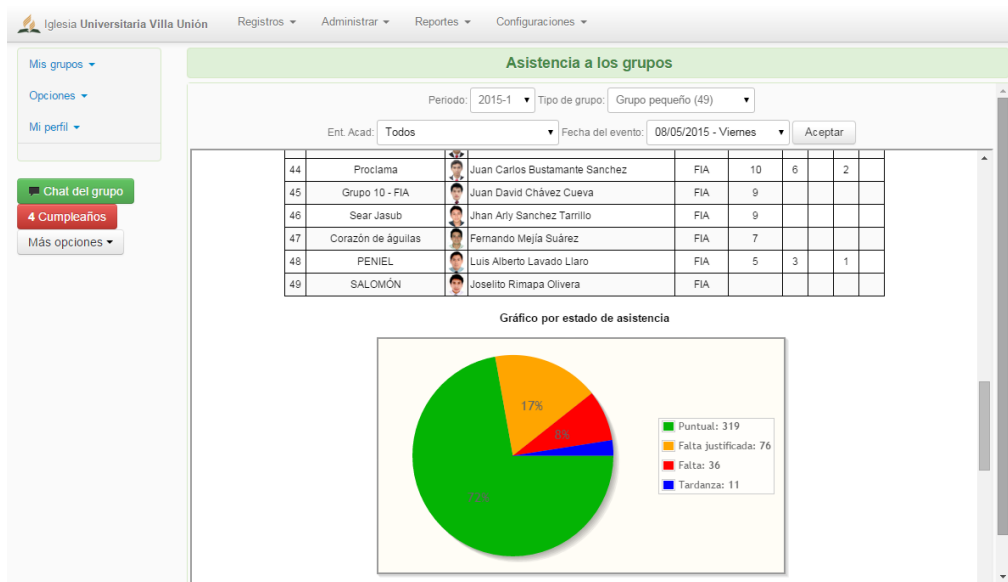 Iglesia Universitaria Villa Unión
Registros Administrar Reportes Configuraciones
Mis grupos
Opciones
Mi perfil
Chat del grupo
4 Cumpleaños
Más opciones
Asistencia a los grupos
Periodo: 2015-1 Tipo de grupo: Grupo pequeño (49)
Ent. Acad: Todos Fecha del evento: 08/05/2015 - Viernes Aceptar
44 Proclama Juan Carlos Bustamante Sanchez FIA 10 6 2
45 Grupo 10 - FIA Juan David Chávez Cueva FIA 9
46 Sear Jasub Jhan Arly Sanchez Tarrillo FIA 9
47 Corazón de águilas Fernando Mejía Suárez FIA 7
48 PENIEL Luis Alberto Lavado Llaro FIA 5 3 1
49 SALOMÓN Joselito Rimapa Olivera FIA
Gráfico por estado de asistencia
17%
8%
72%
Puntual: 319
Falta justificada: 76
Falta: 36
Tardanza: 11